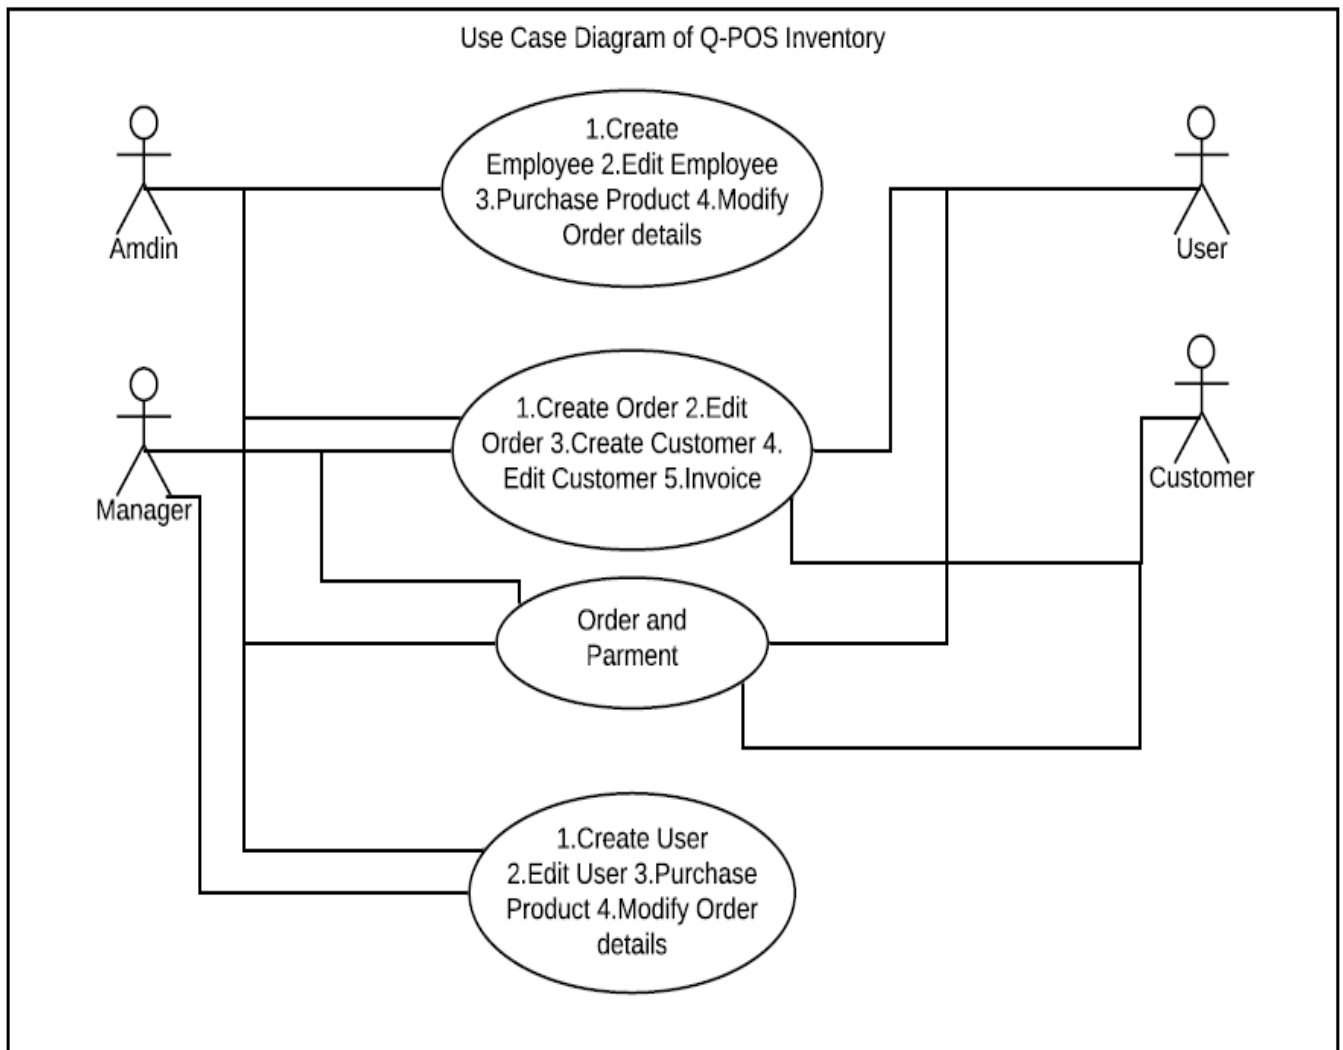 Use Case Diagram of Q-POS Inventory
1.Create
Employee 2.Edit Employee
3.Purchase Product 4.Modify
Order details
Amdin
User
1.Create Order 2.Edit
Order 3.Create Customer 4.
Edit Customer 5.Invoice
Manager
Customer
Order and
Parment
1.Create User
2.Edit User 3.Purchase
Product 4.Modify Order
details